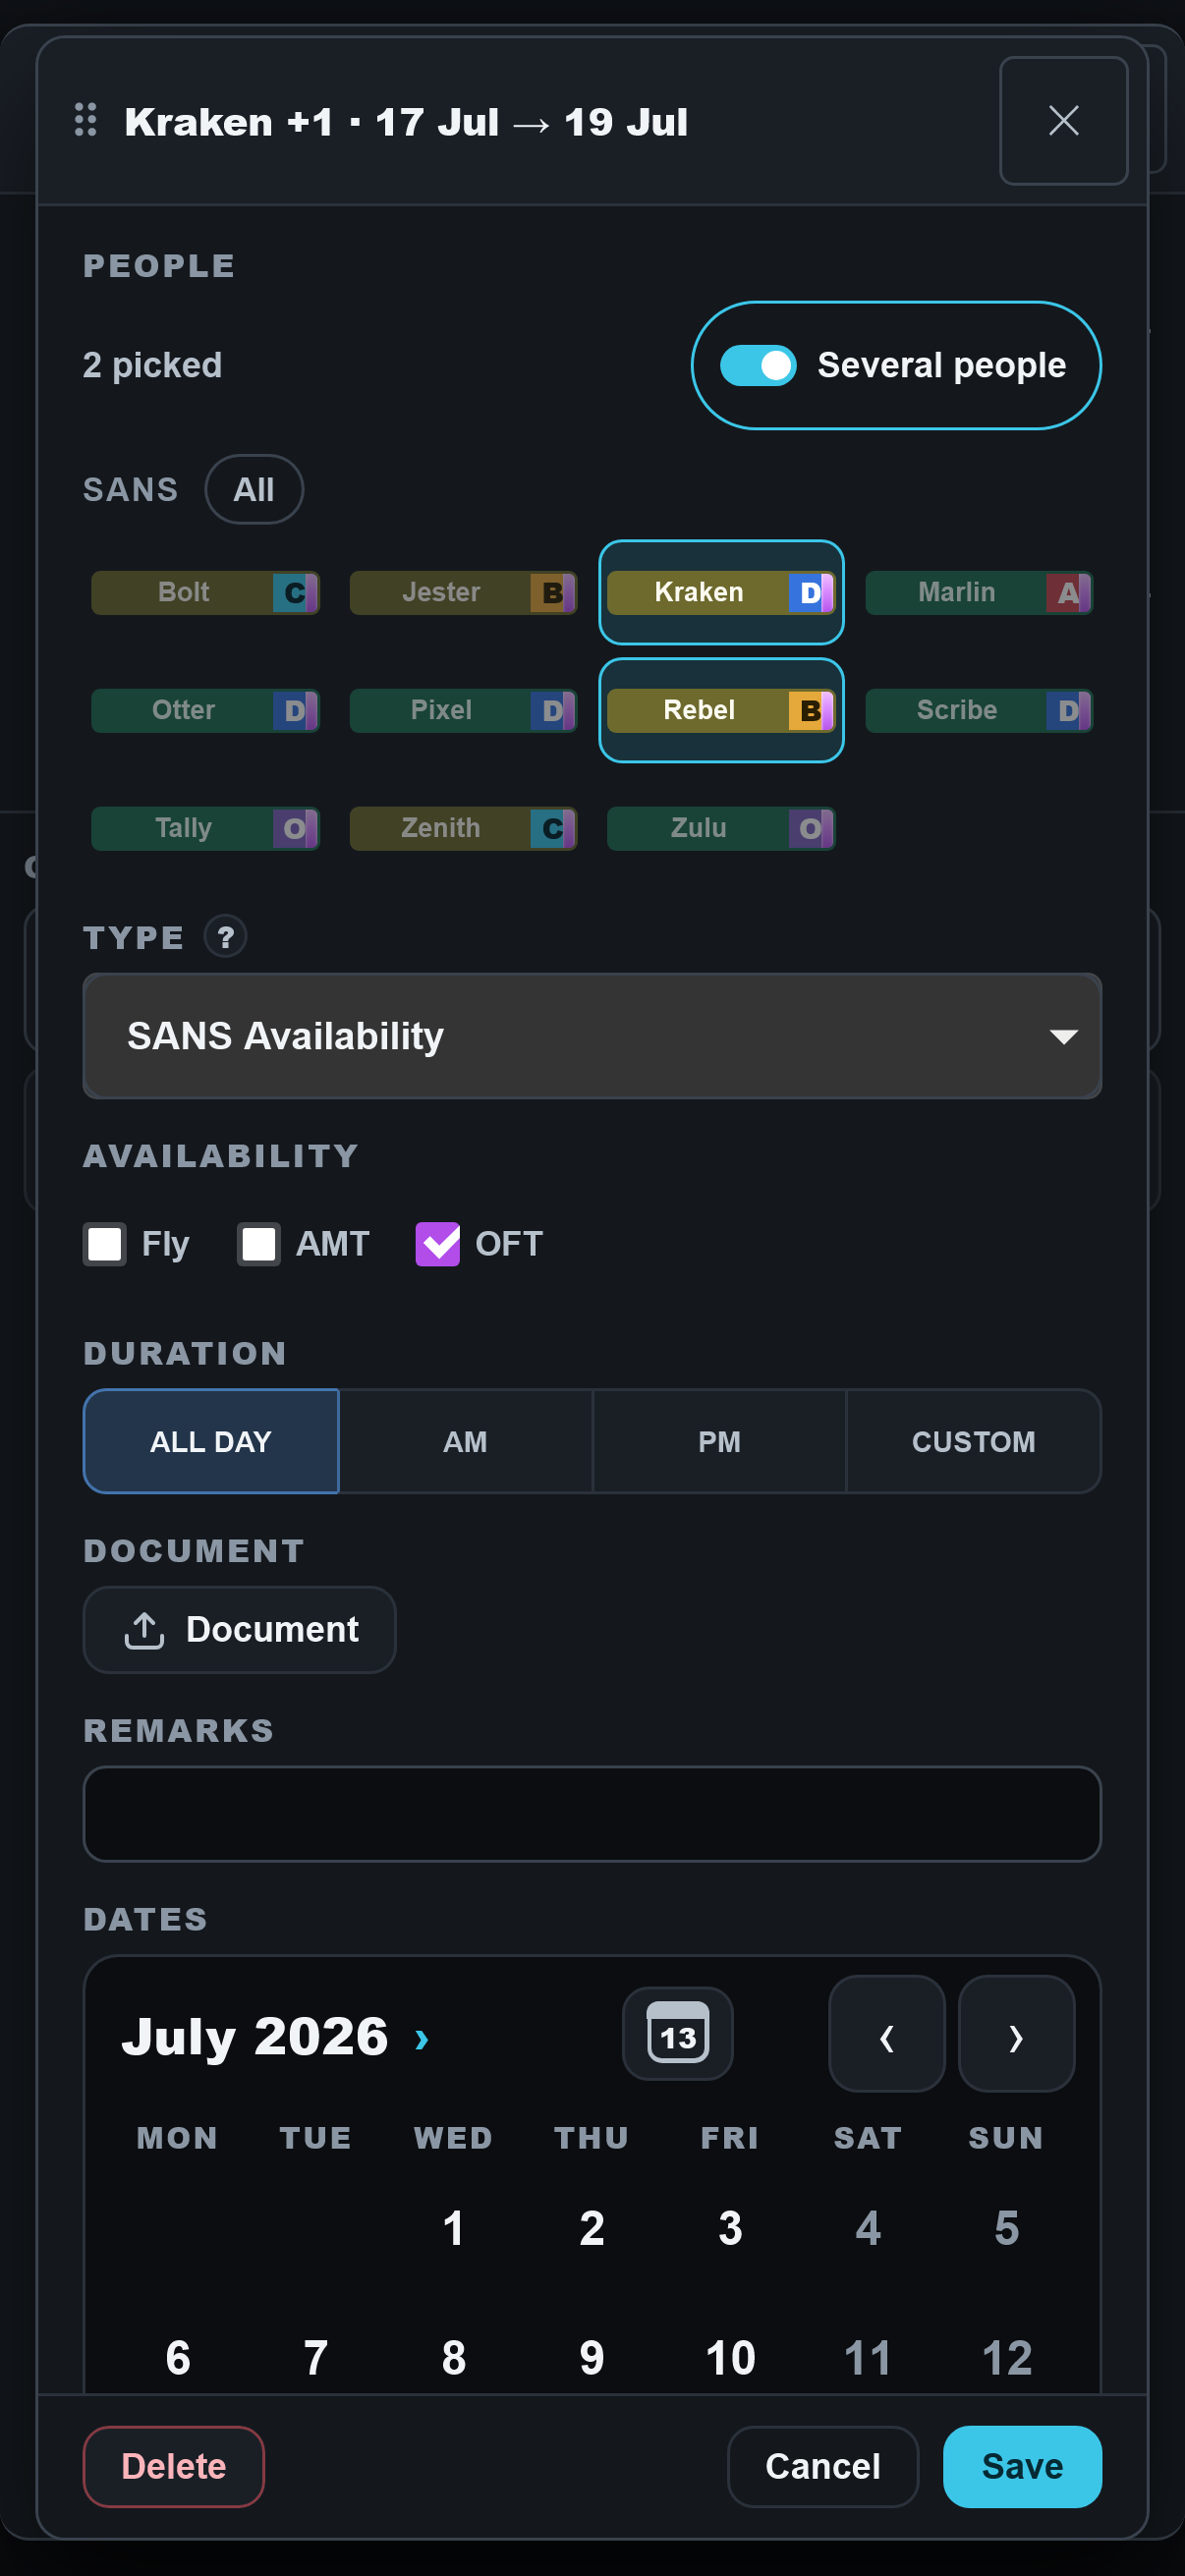 Kraken +1 · 17 Jul → 19 Jul
PEOPLE
2 picked
Several people
SANS All
Bolt C Jester B Kraken D Marlin A
Otter D Pixel D Rebel B Scribe D
Tally O Zenith C Zulu O
TYPE ?
SANS Availability
AVAILABILITY
Fly AMT OFT
DURATION
ALL DAY AM PM CUSTOM
DOCUMENT
Document
REMARKS
DATES
July 2026 › 13 ‹ ›
MON TUE WED THU FRI SAT SUN
1 2 3 4 5
6 7 8 9 10 11 12
Delete Cancel Save